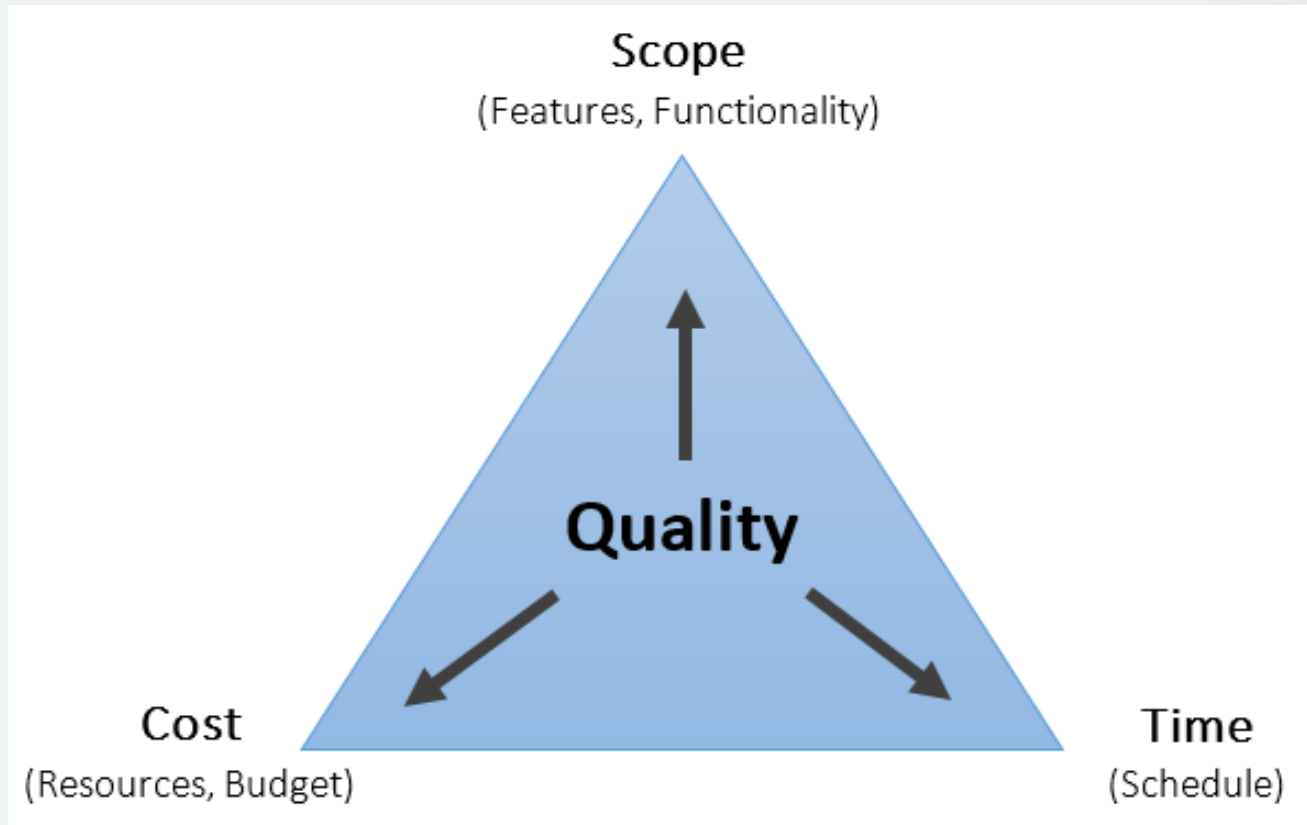 Scope
(Features, Functionality)
Quality
Cost
(Resources, Budget)
Time
(Schedule)